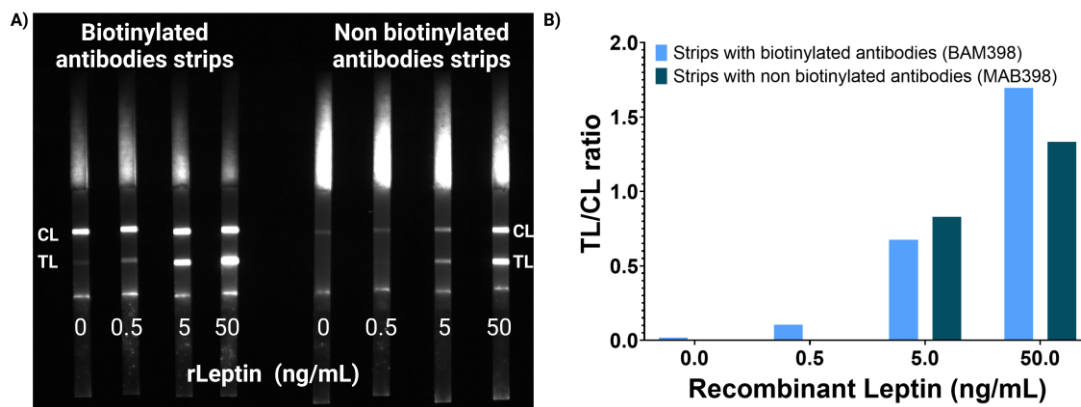 A)
Biotinylated
antibodies strips
Non biotinylated
antibodies strips
CL
CL
TL
TL
0 0.5 5 50
0 0.5 5 50
rLeptin (ng/mL)
B)
2.0
Strips with biotinylated antibodies (BAM398)
Strips with non biotinylated antibodies (MAB398)
1.5
1.0
0.5
0.0
TL/CL ratio
0.0 0.5 5.0 50.0
Recombinant Leptin (ng/mL)